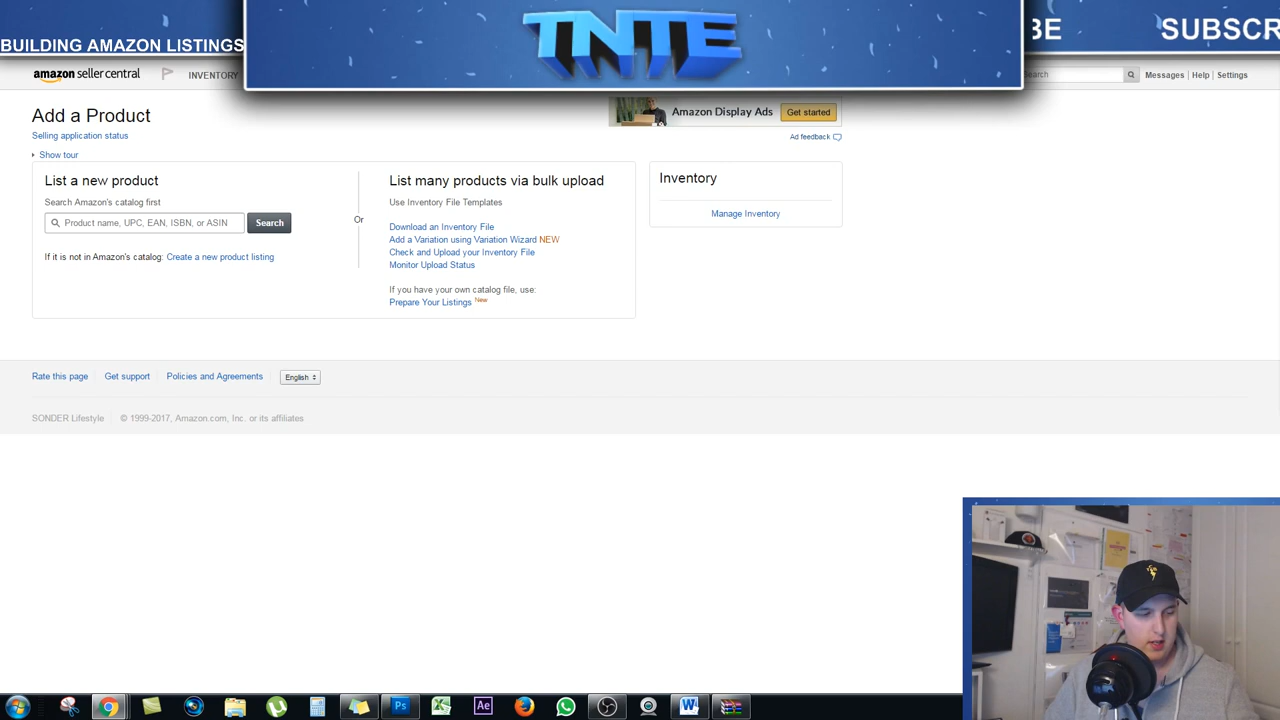 TNTE
BE SUBSCR
BUILDING AMAZON LISTINGS
amazon seller central
INVENTORY
Search
Messages | Help | Settings
Add a Product
Selling application status
Amazon Display Ads
Get started
Ad feedback
Show tour
List a new product
Search Amazon's catalog first
Product name, UPC, EAN, ISBN, or ASIN
Search
If it is not in Amazon's catalog: Create a new product listing
Or
List many products via bulk upload
Use Inventory File Templates
Download an Inventory File
Add a Variation using Variation Wizard NEW
Check and Upload your Inventory File
Monitor Upload Status
If you have your own catalog file, use:
Prepare Your Listings New
Inventory
Manage Inventory
Rate this page
Get support
Policies and Agreements
English
SONDER Lifestyle
© 1999-2017, Amazon.com, Inc. or its affiliates
Ps
Ae
W